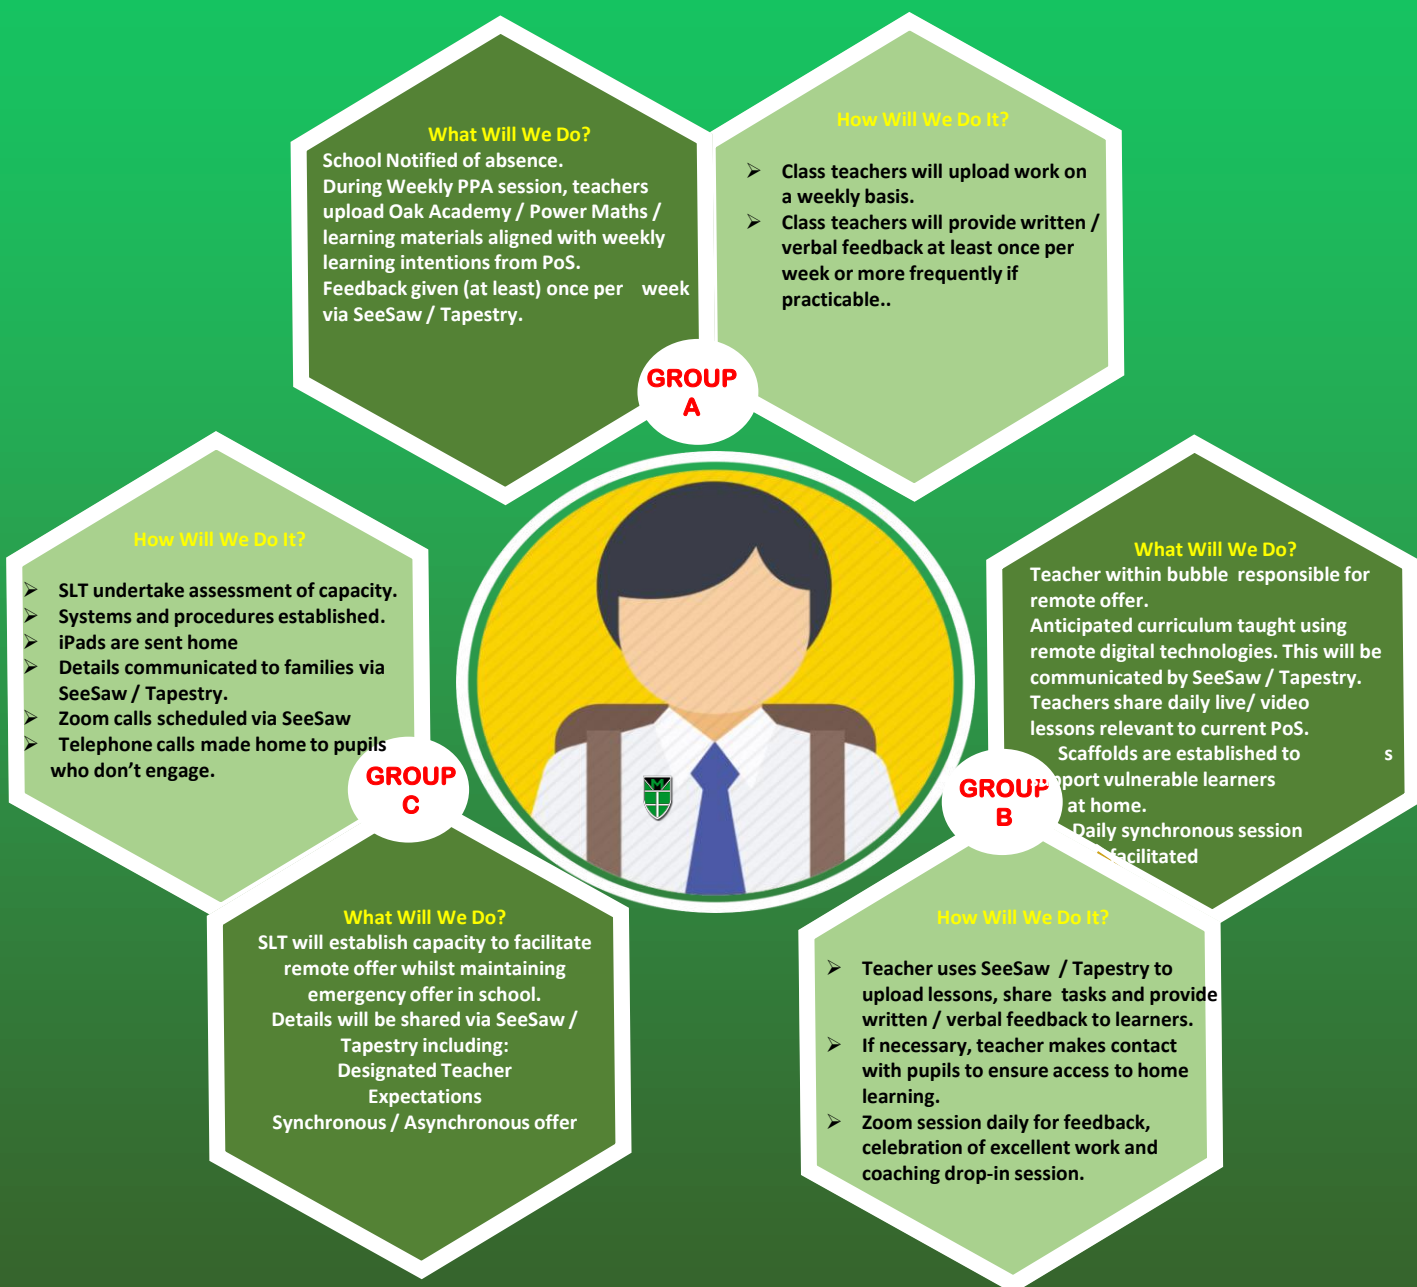 What Will We Do?
School Notified of absence.
During Weekly PPA session, teachers
upload Oak Academy / Power Maths /
learning materials aligned with weekly
learning intentions from PoS.
Feedback given (at least) once per week
via SeeSaw / Tapestry.
How Will We Do It?
➢ Class teachers will upload work on
a weekly basis.
➢ Class teachers will provide written /
verbal feedback at least once per
week or more frequently if
practicable..
GROUP
A
What Will We Do?
Teacher within bubble responsible for
remote offer.
Anticipated curriculum taught using
remote digital technologies. This will be
communicated by SeeSaw / Tapestry.
Teachers share daily live/ video
lessons relevant to current PoS.
Scaffolds are established to s
upport vulnerable learners
at home.
Daily synchronous session
facilitated
GROUP
B
How Will We Do It?
➢ Teacher uses SeeSaw / Tapestry to
upload lessons, share tasks and provide
written / verbal feedback to learners.
➢ If necessary, teacher makes contact
with pupils to ensure access to home
learning.
➢ Zoom session daily for feedback,
celebration of excellent work and
coaching drop-in session.
How Will We Do It?
➢ SLT undertake assessment of capacity.
➢ Systems and procedures established.
➢ iPads are sent home
➢ Details communicated to families via
SeeSaw / Tapestry.
➢ Zoom calls scheduled via SeeSaw
➢ Telephone calls made home to pupils
who don’t engage.
GROUP
C
What Will We Do?
SLT will establish capacity to facilitate
remote offer whilst maintaining
emergency offer in school.
Details will be shared via SeeSaw /
Tapestry including:
Designated Teacher
Expectations
Synchronous / Asynchronous offer